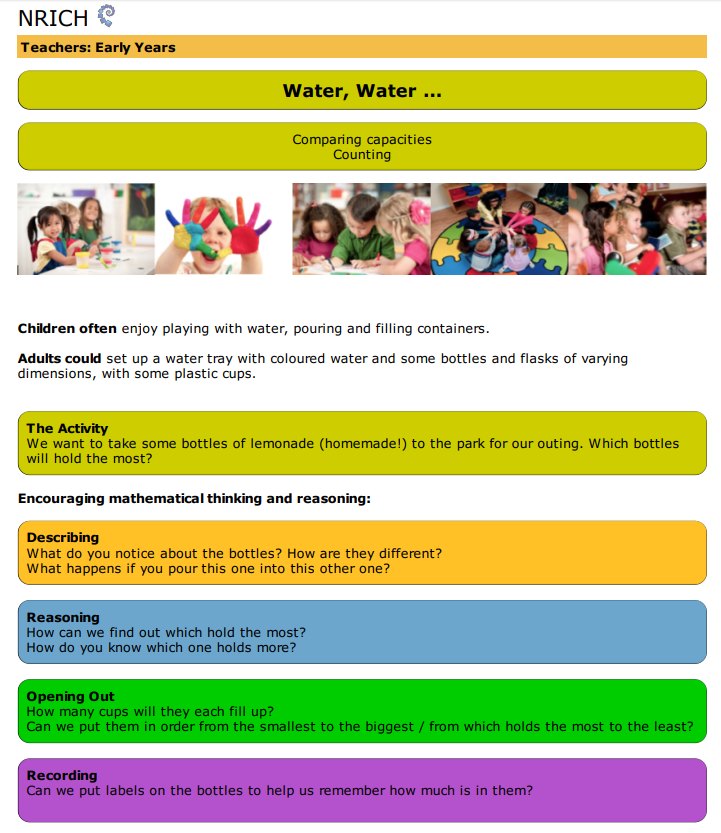 NRICH
Teachers: Early Years
Water, Water ...
Comparing capacities
Counting
Children often enjoy playing with water, pouring and filling containers.
Adults could set up a water tray with coloured water and some bottles and flasks of varying
dimensions, with some plastic cups.
The Activity
We want to take some bottles of lemonade (homemade!) to the park for our outing. Which bottles
will hold the most?
Encouraging mathematical thinking and reasoning:
Describing
What do you notice about the bottles? How are they different?
What happens if you pour this one into this other one?
Reasoning
How can we find out which hold the most?
How do you know which one holds more?
Opening Out
How many cups will they each fill up?
Can we put them in order from the smallest to the biggest / from which holds the most to the least?
Recording
Can we put labels on the bottles to help us remember how much is in them?